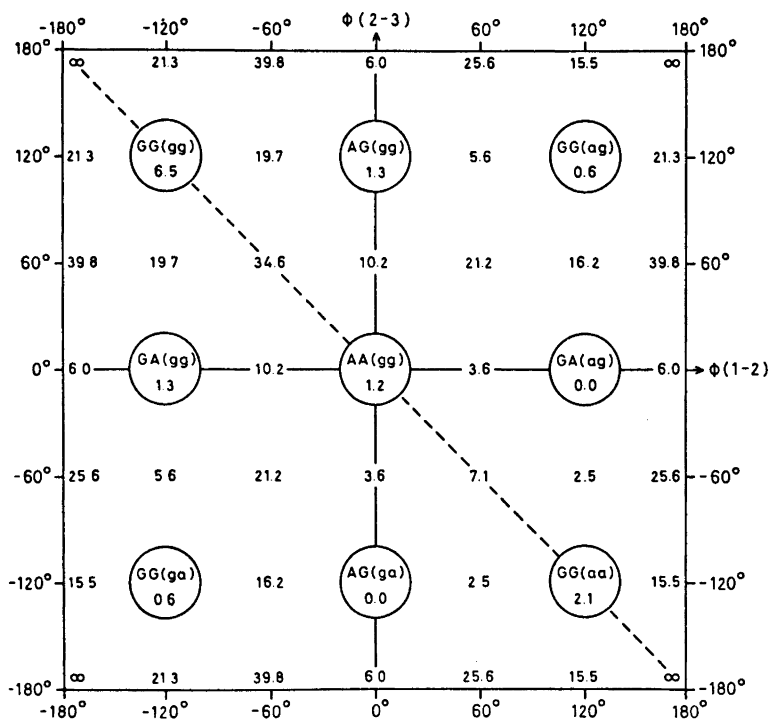 Φ(2-3)
-180° -120° -60° 0° 60° 120° 180°
180° ∞ 21.3 39.8 6.0 25.6 15.5 ∞ 180°
GG(gg) AG(gg) GG(ag)
120° 21.3 19.7 5.6 21.3 120°
6.5 1.3 0.6
60° 39.8 19.7 34.6 10.2 21.2 16.2 39.8 60°
GA(gg) AA(gg) GA(ag)
0° 6 0 10.2 3.6 6.0 Φ(1-2)
1.3 1.2 0.0
-60° 25.6 5.6 21.2 3.6 7.1 2.5 25.6 -60°
GG(ga) AG(ga) GG(aa)
-120° 15.5 16.2 2.5 15.5 -120°
0 6 0.0 2.1
-180° ∞ 21.3 39.8 6 0 25.6 15.5 ∞ -180°
-180° -120° -60° 0° 60° 120° 180°